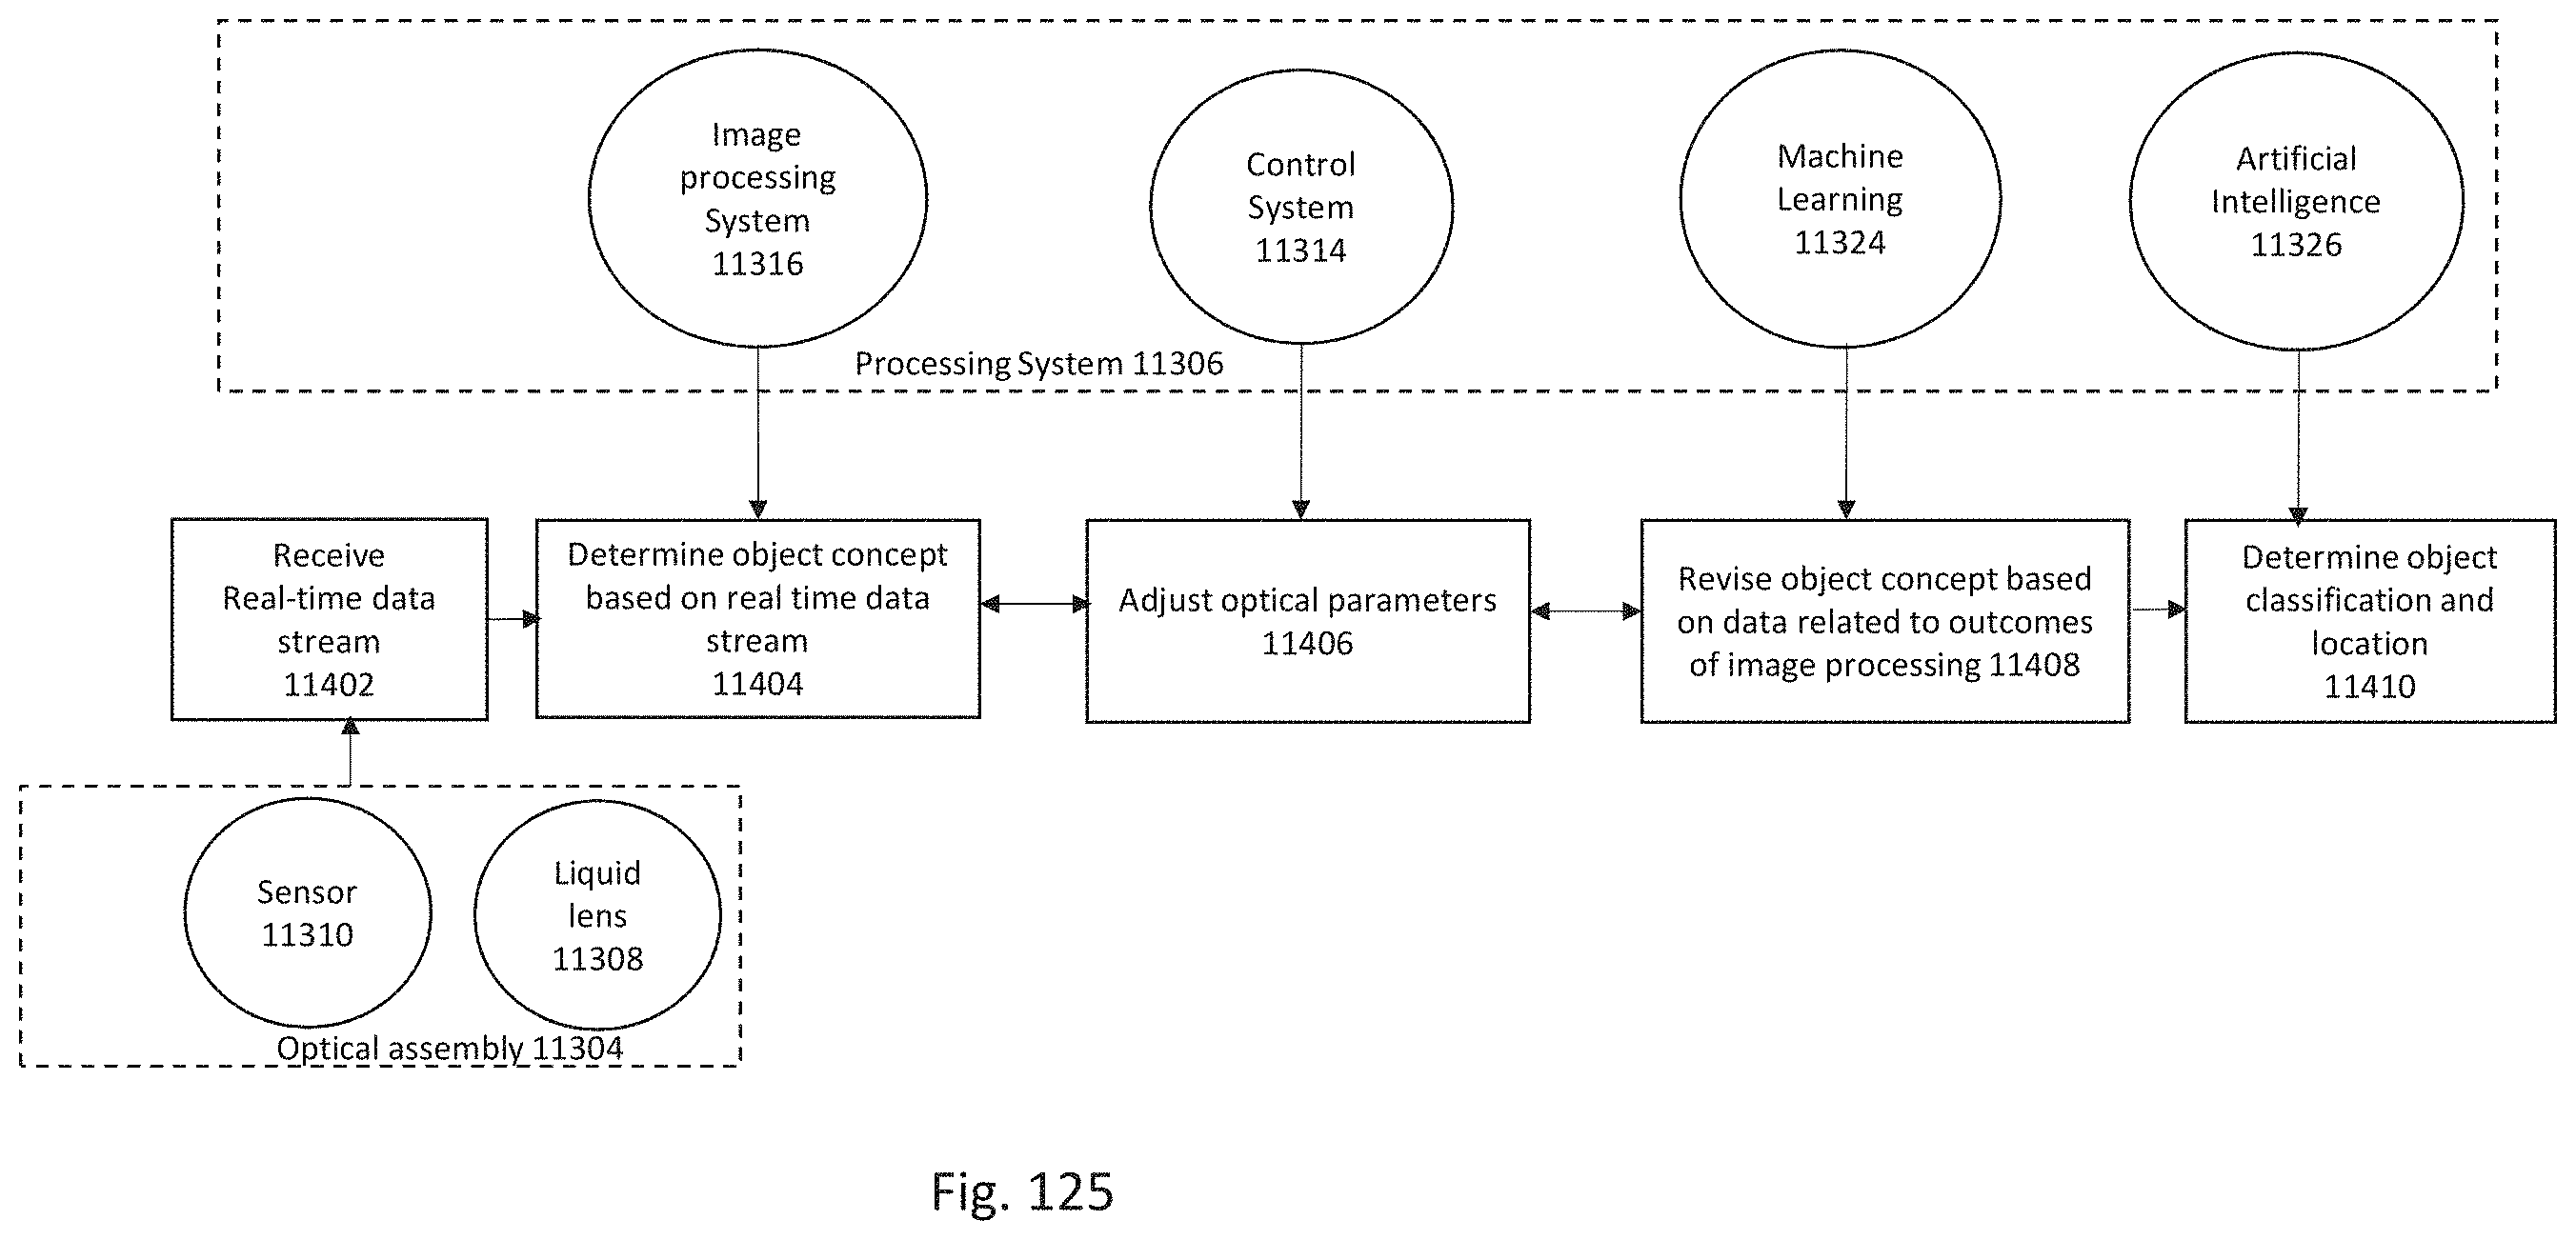 Image
processing
System
11316
Control
System
11314
Machine
Learning
11324
Artificial
Intelligence
11326
Processing System 11306
Receive
Real-time data
stream
11402
Determine object concept
based on real time data
stream
11404
Adjust optical parameters
11406
Revise object concept based
on data related to outcomes
of image processing 11408
Determine object
classification and
location
11410
Sensor
11310
Liquid
lens
11308
Optical assembly 11304
Fig. 125